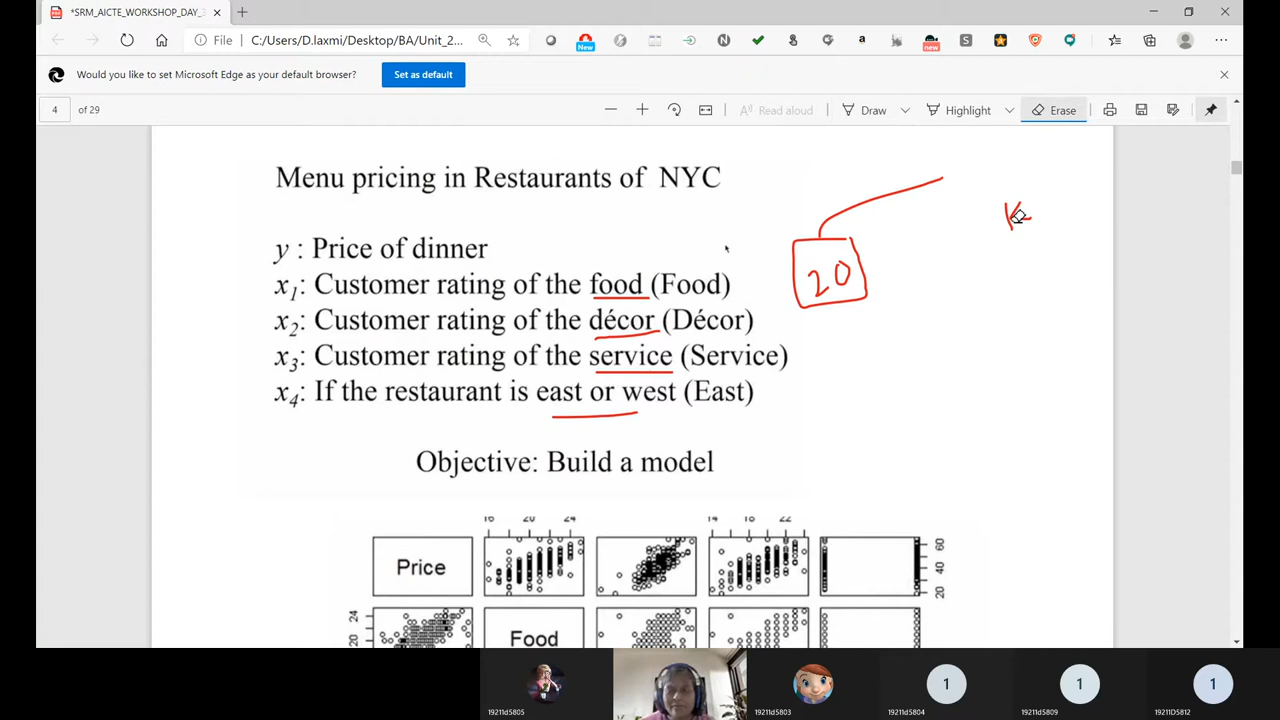 *SRM_AICTE_WORKSHOP_DAY_
File
C:/Users/D.laxmi/Desktop/BA/Unit_2...
New
new
Would you like to set Microsoft Edge as your default browser?
Set as default
4 of 29
Read aloud
Draw
Highlight
Erase
Menu pricing in Restaurants of NYC
y : Price of dinner
x1: Customer rating of the food (Food)
x2: Customer rating of the décor (Décor)
x3: Customer rating of the service (Service)
x4: If the restaurant is east or west (East)
20
K
Objective: Build a model
16 20 24
14 18 22
Price
20 40 60
24
20
Food
19211d5805
19211d5803
1
19211d5804
1
19211d5809
1
19211D5812